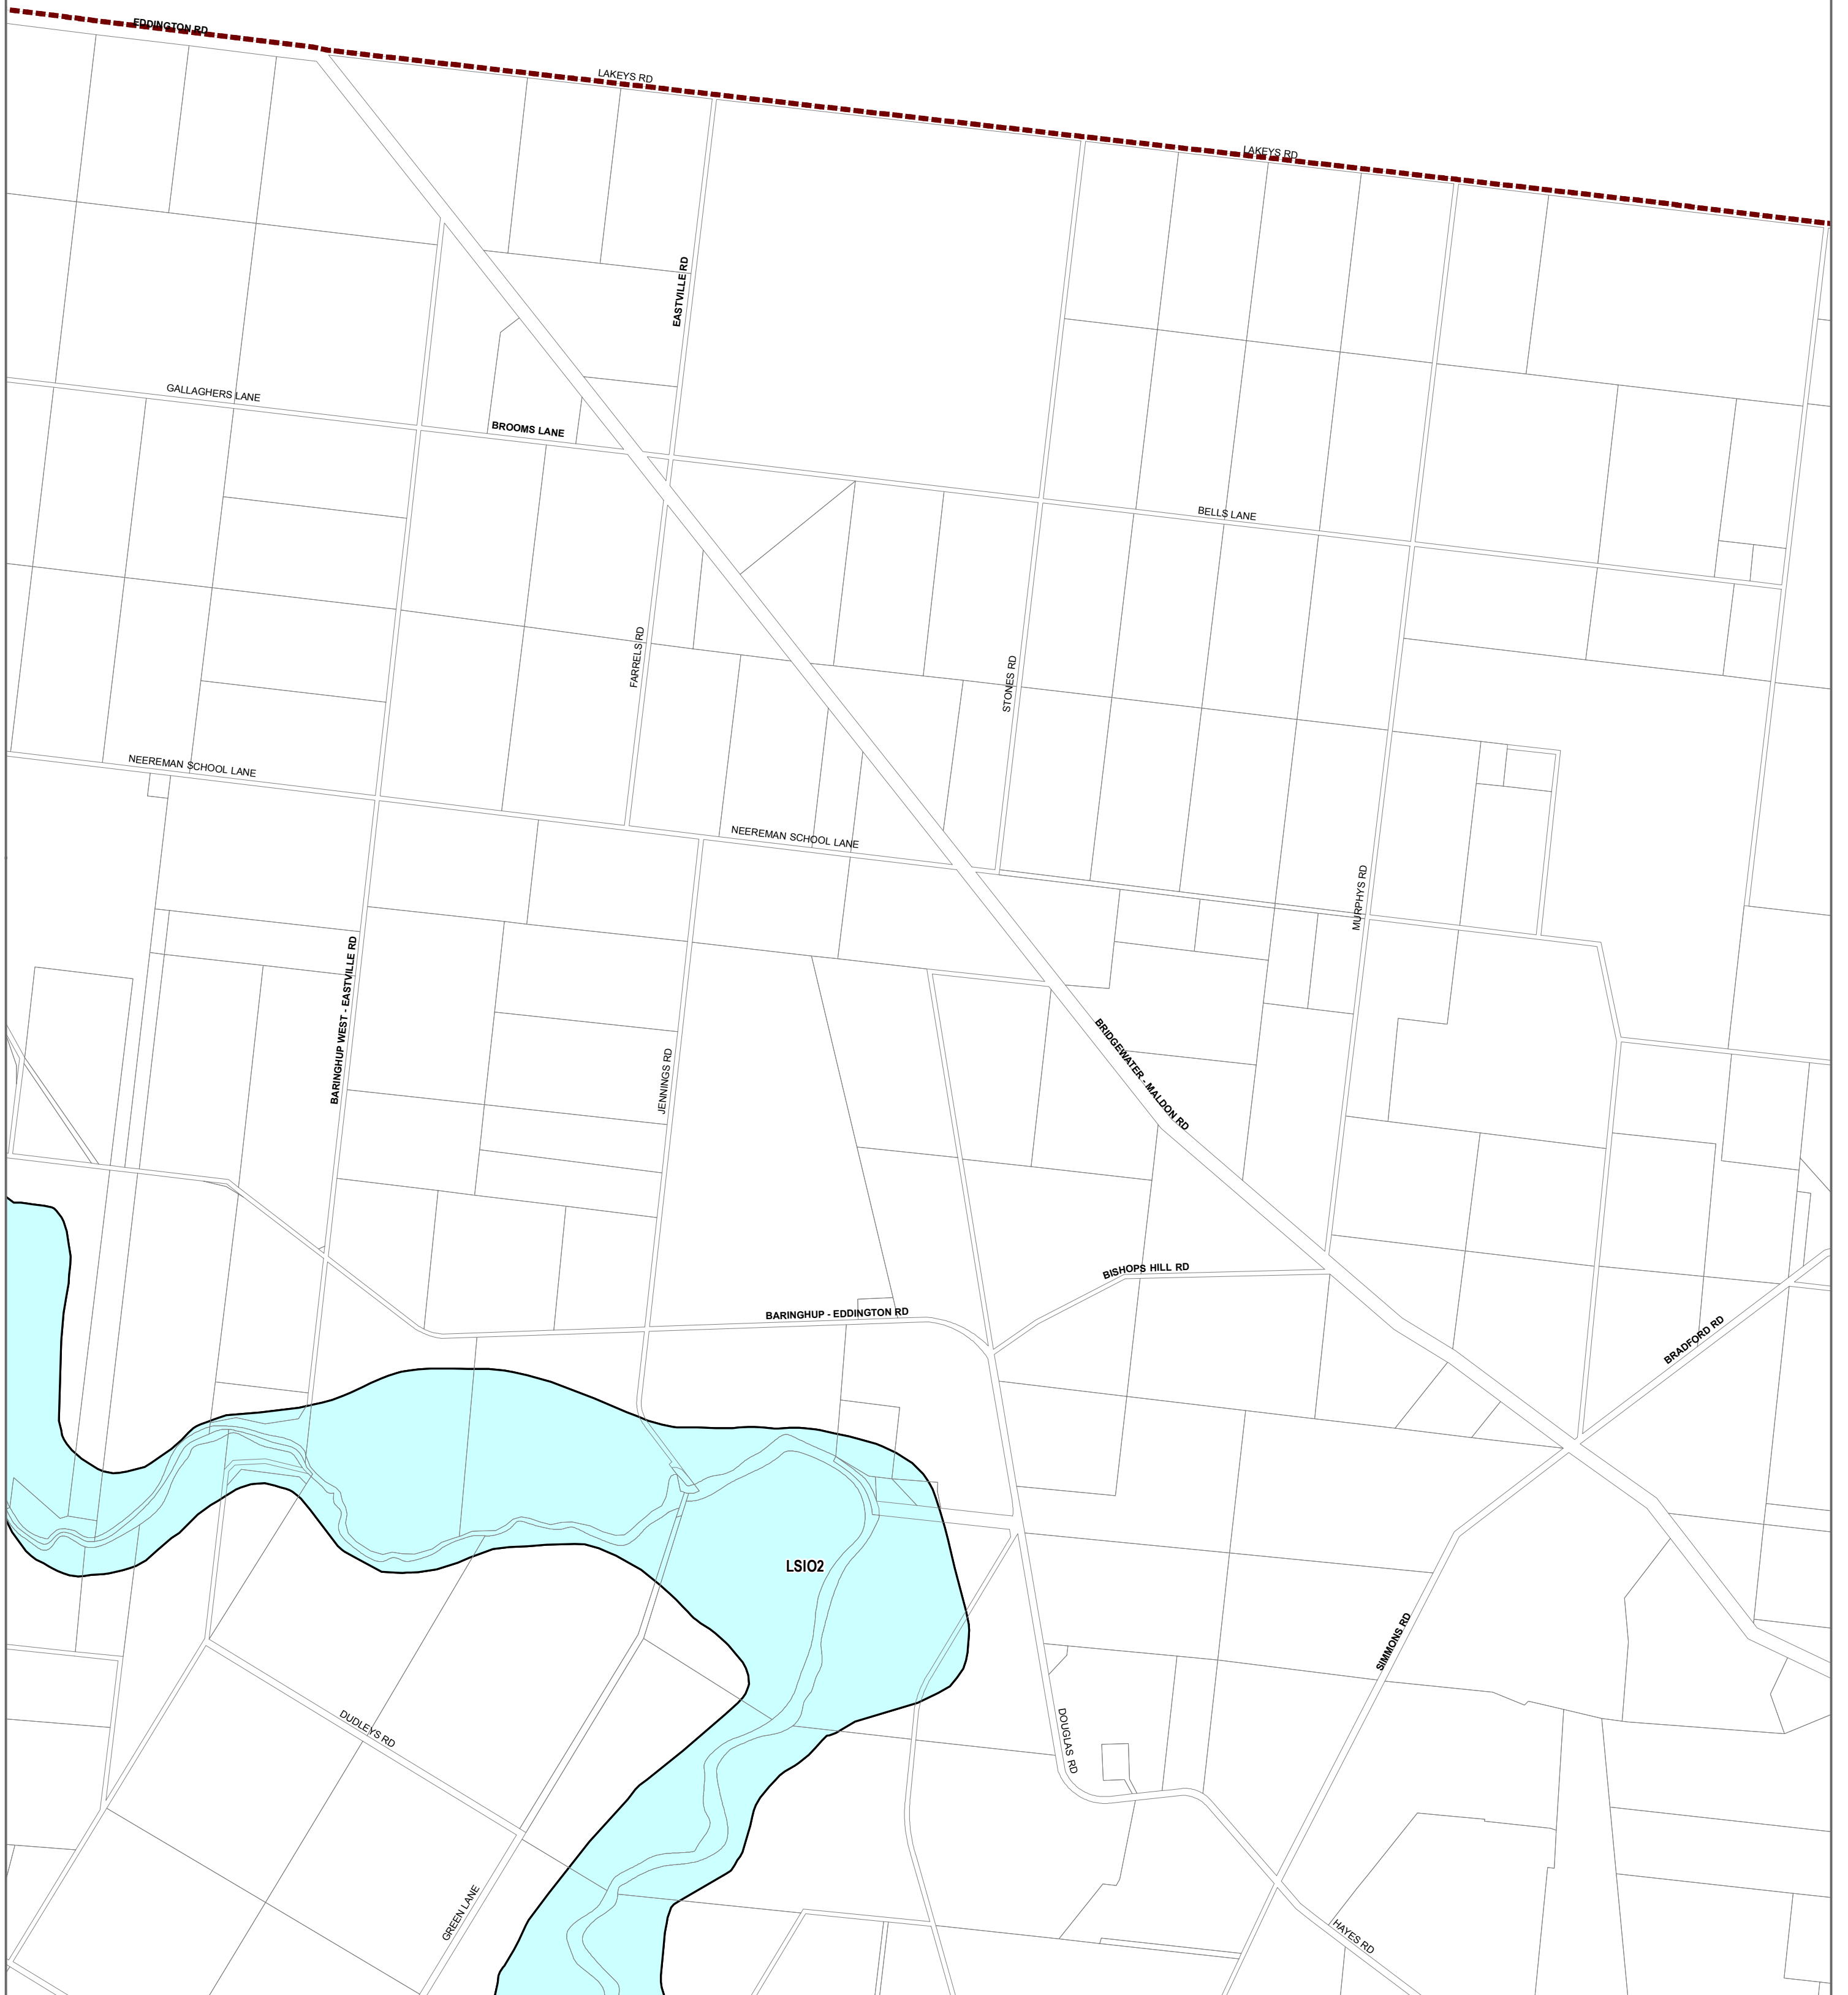 EDDINGTON RD
LAKEYS RD
LAKEYS RD
EASTVILLE RD
GALLAGHERS LANE
BROOMS LANE
BELLS LANE
FARRELS RD
STONES RD
NEEREMAN SCHOOL LANE
NEEREMAN SCHOOL LANE
MURPHYS RD
BARINGHUP WEST - EASTVILLE RD
JENNINGS RD
BRIDGEWATER - MALDON RD
BISHOPS HILL RD
BARINGHUP - EDDINGTON RD
BRADFORD RD
LSIO2
SIMMONS RD
DUDLEYS RD
DOUGLAS RD
GREEN LANE
HAYES RD